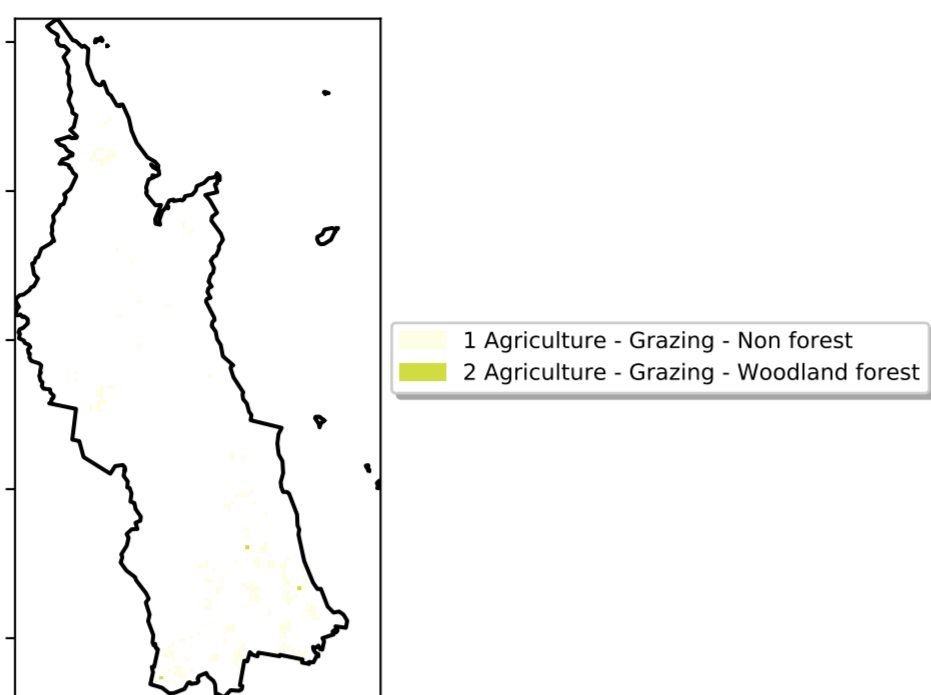 1 Agriculture - Grazing - Non forest
2 Agriculture - Grazing - Woodland forest